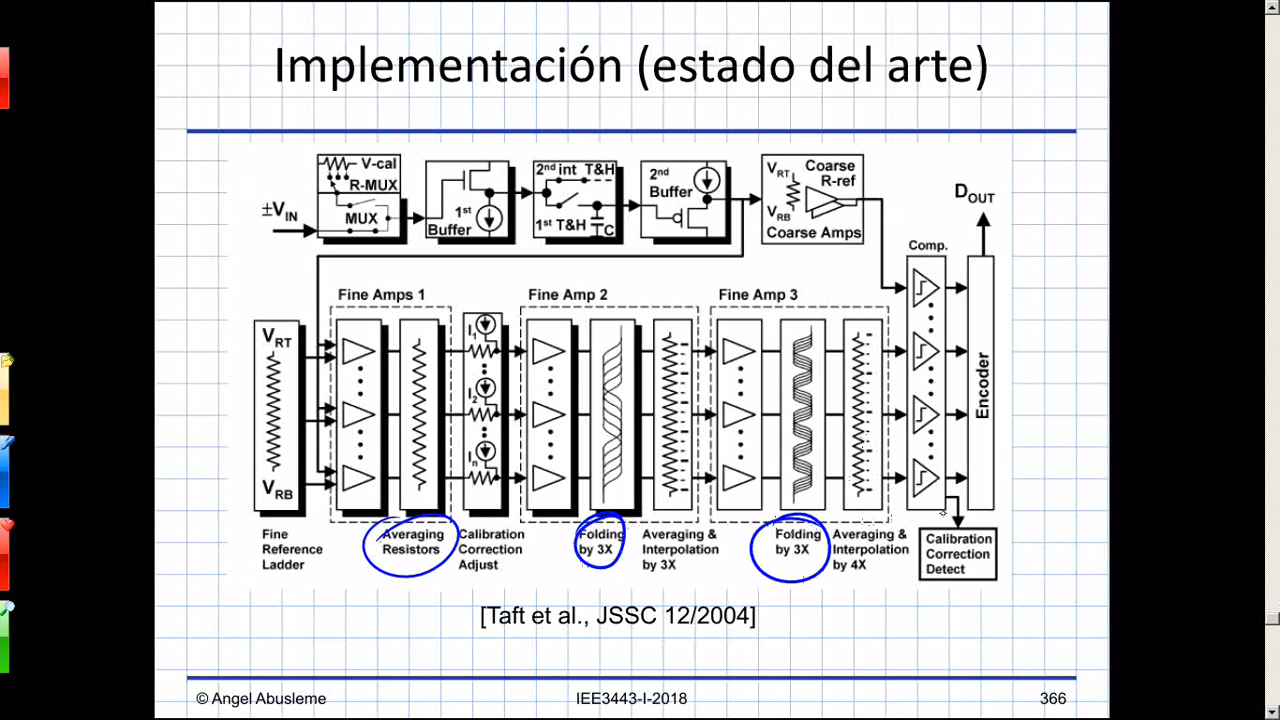 Implementación (estado del arte)
±VIN
V-cal
R-MUX
MUX
1st
Buffer
2nd int T&H
1st T&H
C
2nd
Buffer
VRT
VRB
Coarse
R-ref
Coarse Amps
DOUT
Comp.
Fine Amps 1
Fine Amp 2
Fine Amp 3
VRT
VRB
I1
I2
In
Encoder
Fine
Reference
Ladder
Averaging
Resistors
Calibration
Correction
Adjust
Folding
by 3X
Averaging &
Interpolation
by 3X
Folding
by 3X
Averaging &
Interpolation
by 4X
Calibration
Correction
Detect
[Taft et al., JSSC 12/2004]
© Angel Abusleme
IEE3443-I-2018
366